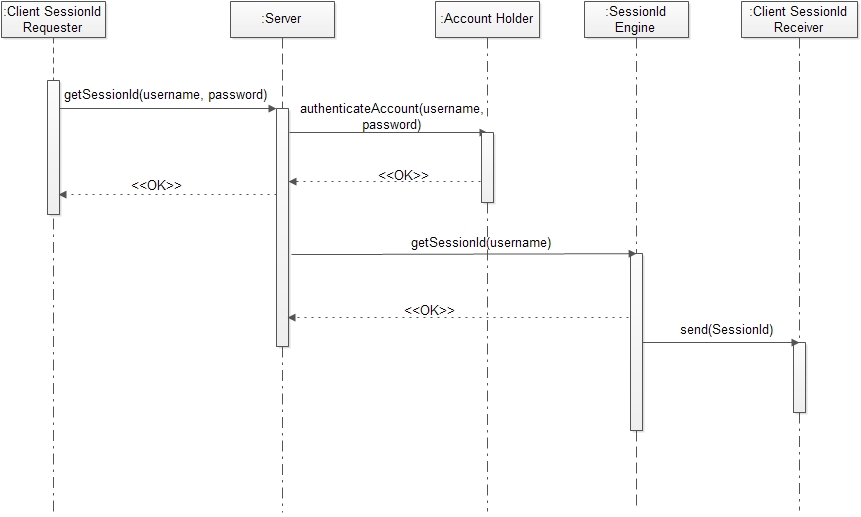 :Client SessionId
Requester
:Server
:Account Holder
:SessionId
Engine
:Client SessionId
Receiver
getSessionId(username, password)
authenticateAccount(username,
password)
<<OK>>
<<OK>>
getSessionId(username)
<<OK>>
send(SessionId)